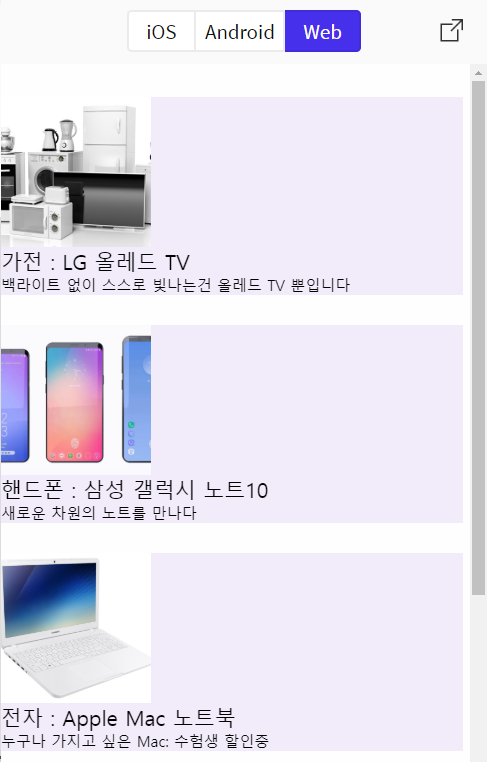 iOS
Android
Web
가전 : LG 올레드 TV
백라이트 없이 스스로 빛나는건 올레드 TV 뿐입니다
핸드폰 : 삼성 갤럭시 노트10
새로운 차원의 노트를 만나다
전자 : Apple Mac 노트북
누구나 가지고 싶은 Mac: 수험생 할인중